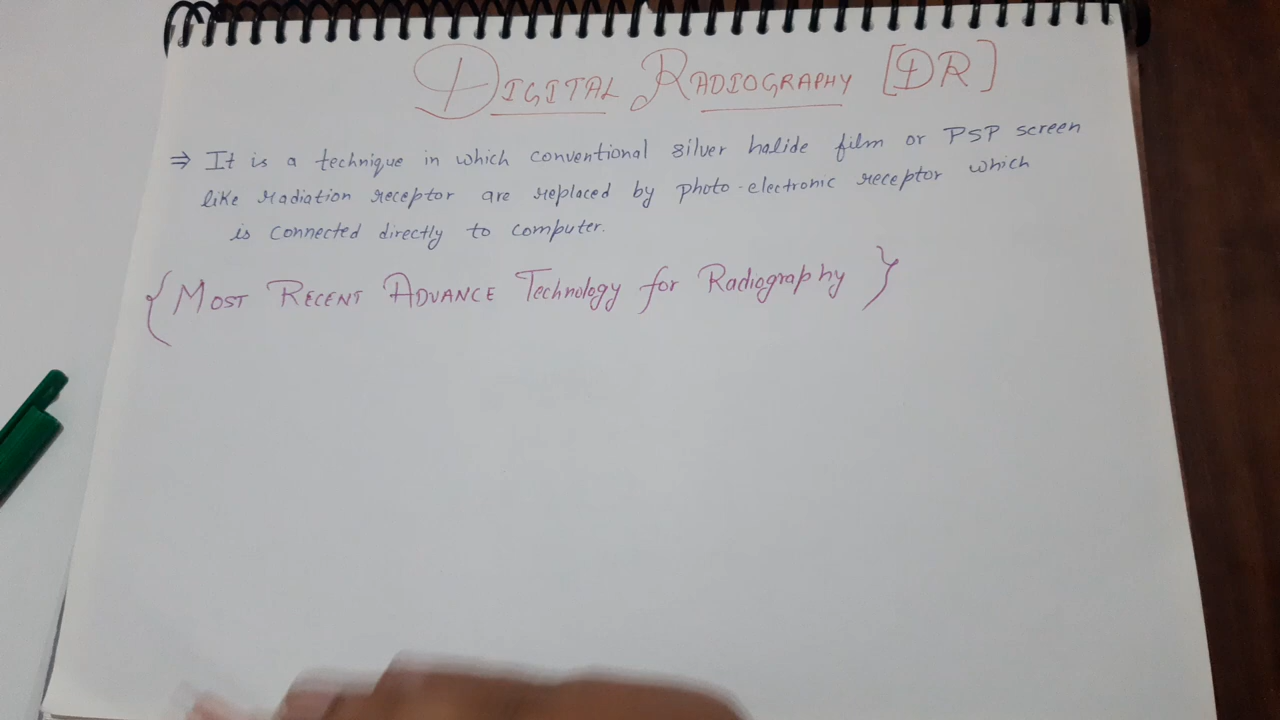 DIGITAL RADIOGRAPHY [DR]
⇒ It is a technique in which conventional silver halide film or PSP screen
like radiation receptor are replaced by photo-electronic receptor which
is connected directly to computer.
{MOST RECENT ADVANCE Technology for Radiography}